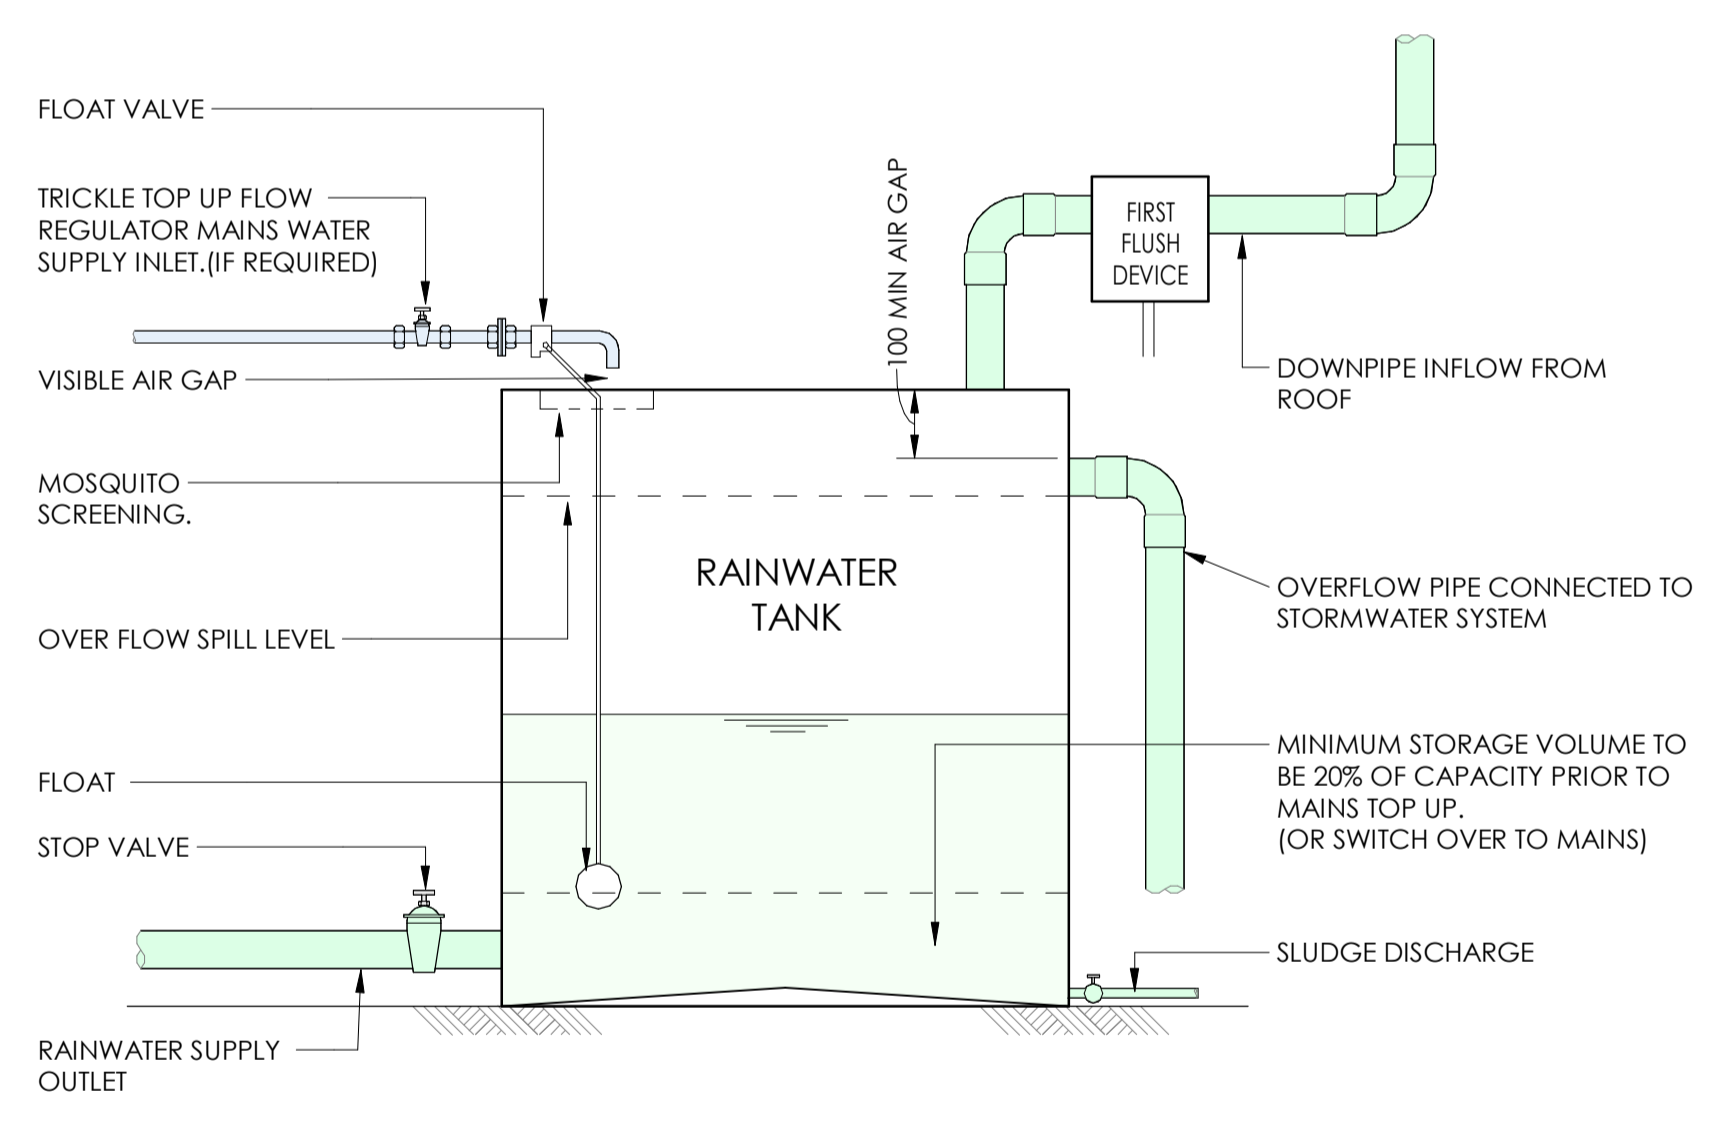 FLOAT VALVE
TRICKLE TOP UP FLOW
REGULATOR MAINS WATER
SUPPLY INLET.(IF REQUIRED)
VISIBLE AIR GAP
MOSQUITO
SCREENING.
OVER FLOW SPILL LEVEL
FLOAT
STOP VALVE
RAINWATER SUPPLY
OUTLET
100 MIN AIR GAP
RAINWATER
TANK
FIRST
FLUSH
DEVICE
DOWNPIPE INFLOW FROM
ROOF
OVERFLOW PIPE CONNECTED TO
STORMWATER SYSTEM
MINIMUM STORAGE VOLUME TO
BE 20% OF CAPACITY PRIOR TO
MAINS TOP UP.
(OR SWITCH OVER TO MAINS)
SLUDGE DISCHARGE